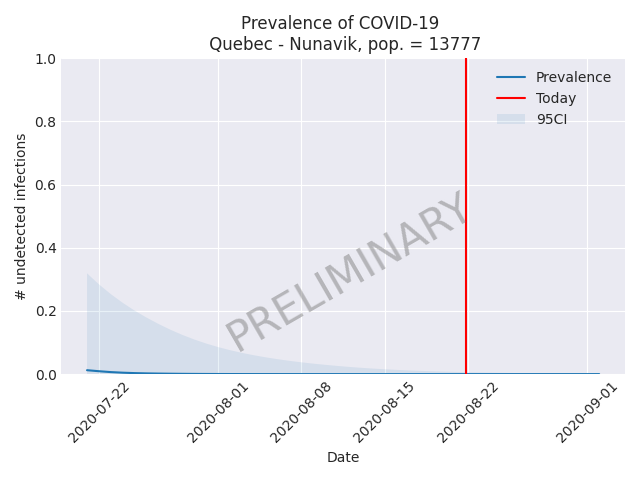 Prevalence of COVID-19
Quebec - Nunavik, pop. = 13777
1.0
0.8
0.6
0.4
0.2
0.0
# undetected infections
Prevalence
Today
95CI
PRELIMINARY
2020-07-22
2020-08-01
2020-08-08
2020-08-15
2020-08-22
2020-09-01
Date